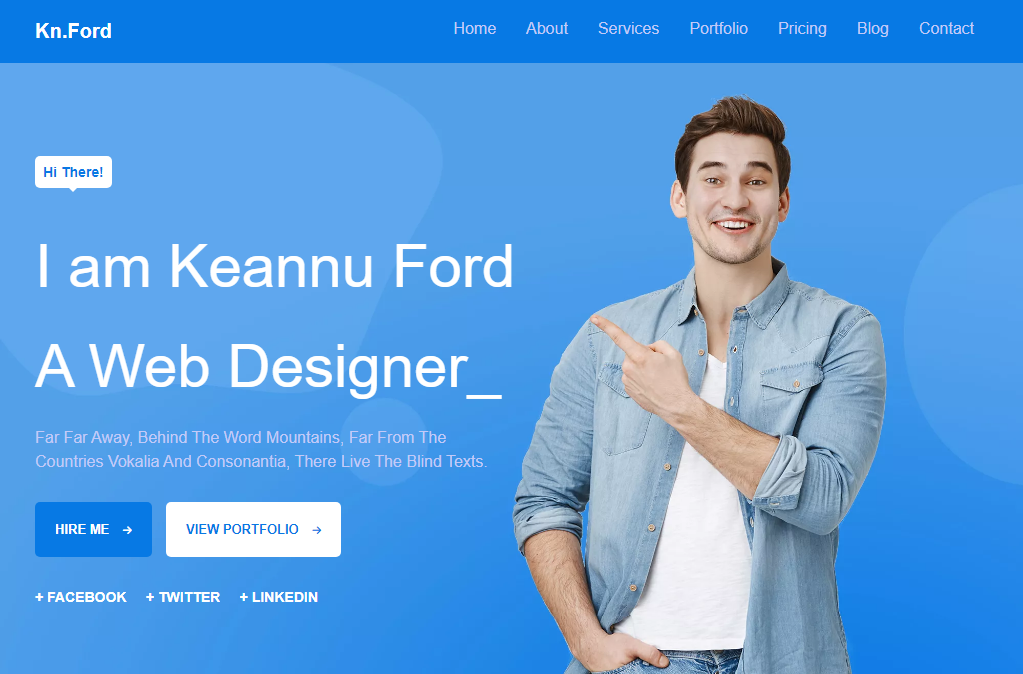 Kn.Ford
Home About Services Portfolio Pricing Blog Contact
Hi There!
I am Keannu Ford
A Web Designer_
Far Far Away, Behind The Word Mountains, Far From The
Countries Vokalia And Consonantia, There Live The Blind Texts.
HIRE ME → VIEW PORTFOLIO →
+ FACEBOOK + TWITTER + LINKEDIN